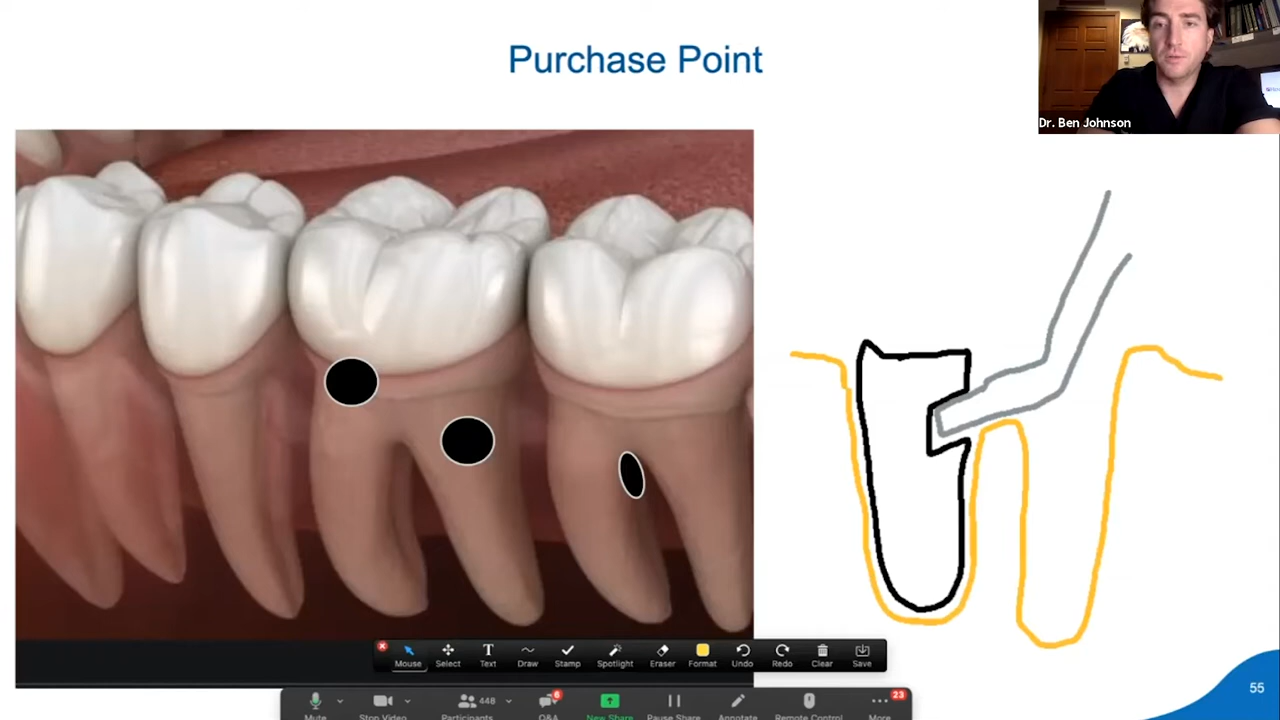 Purchase Point
Dr. Ben Johnson
Mouse
Select
Text
Draw
Stamp
Spotlight
Eraser
Format
Undo
Redo
Clear
Save
448
6
23
Mute
Stop Video
Participants
Q&A
New Share
Pause Share
Annotate
Remote Control
More
55